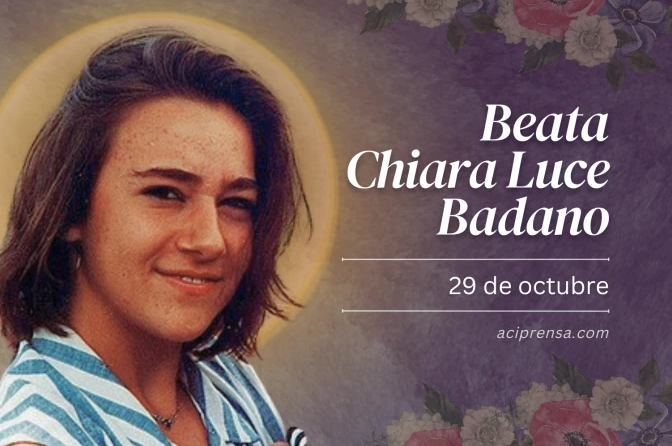 Beata
Chiara Luce
Badano
29 de octubre
aciprensa.com